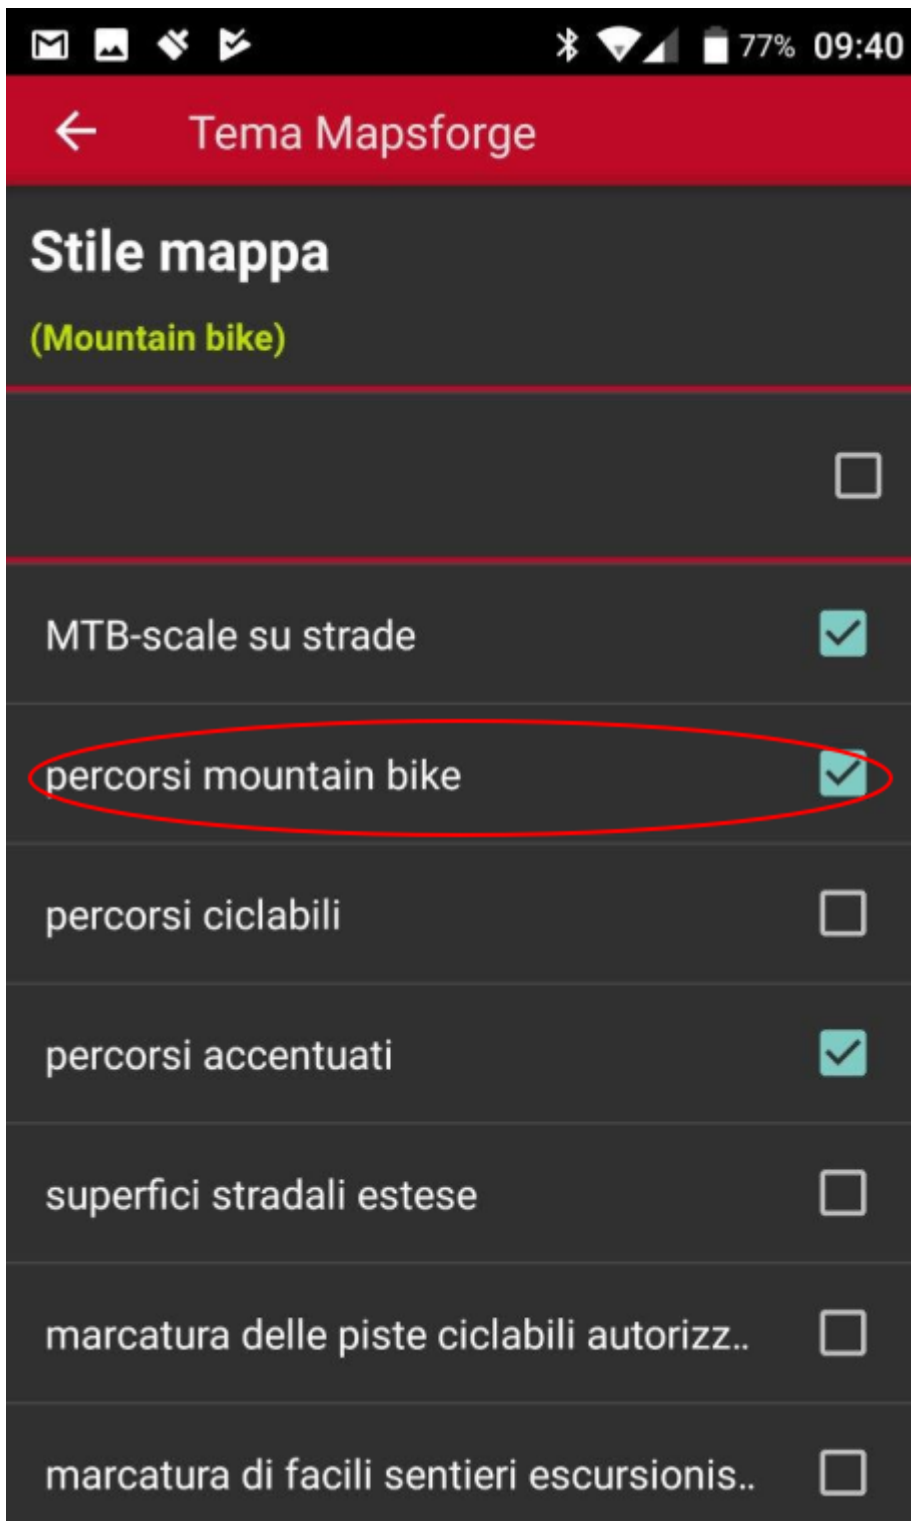 77% 09:40
Tema Mapsforge
Stile mappa
(Mountain bike)
MTB-scale su strade
percorsi mountain bike
percorsi ciclabili
percorsi accentuati
superfici stradali estese
marcatura delle piste ciclabili autorizz..
marcatura di facili sentieri escursionis..